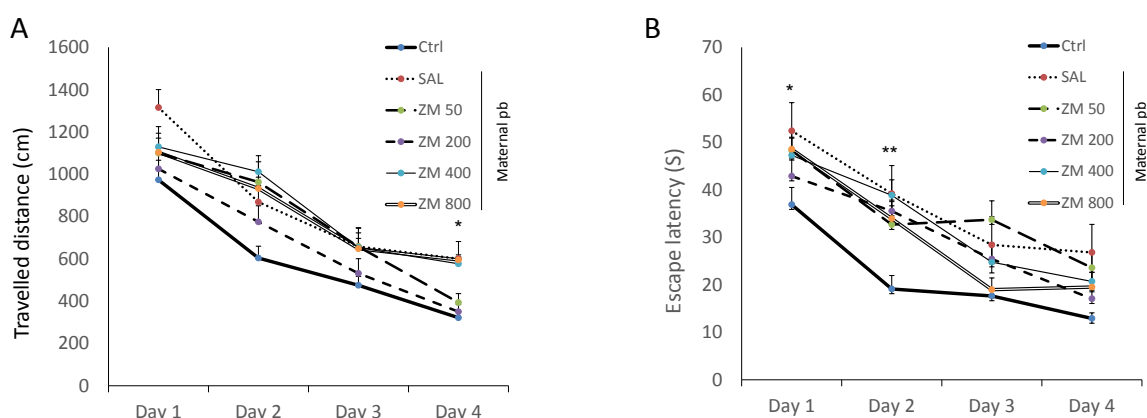 A
Travelled distance (cm)
1600
1400
1200
1000
800
600
400
200
0
Day 1 Day 2 Day 3 Day 4
Ctrl
SAL
ZM 50
ZM 200
ZM 400
ZM 800
Maternal pb
*
B
Escape latency (S)
70
60
50
40
30
20
10
0
Day 1 Day 2 Day 3 Day 4
Ctrl
SAL
ZM 50
ZM 200
ZM 400
ZM 800
Maternal pb
*
**